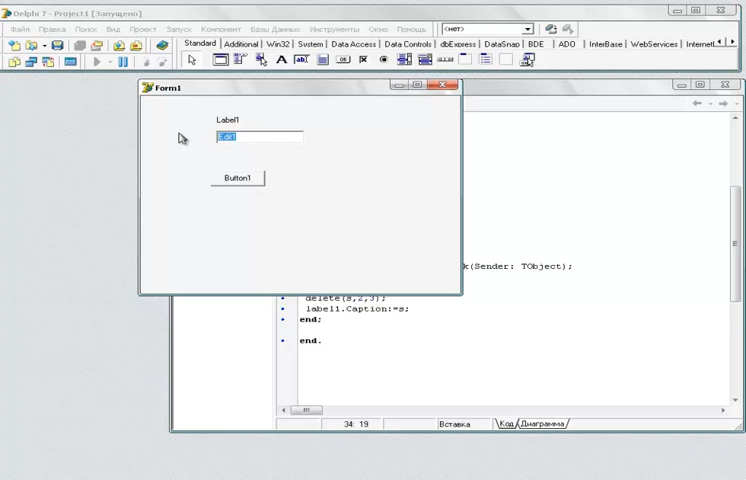 Delphi 7 - Project1 [Запущено]
Файл Правка Поиск Вид Проект Запуск Компонент Базы Данных Инструменты Окно Помощь <нет>
Standard Additional Win32 System Data Access Data Controls dbExpress DataSnap BDE ADO InterBase WebServices InternetE
Form1
Label1
Edit1
Button1
k(Sender: TObject);
delete(s,2,3);
label1.Caption:=s;
end;
end.
34: 19 Вставка Код Диаграмма